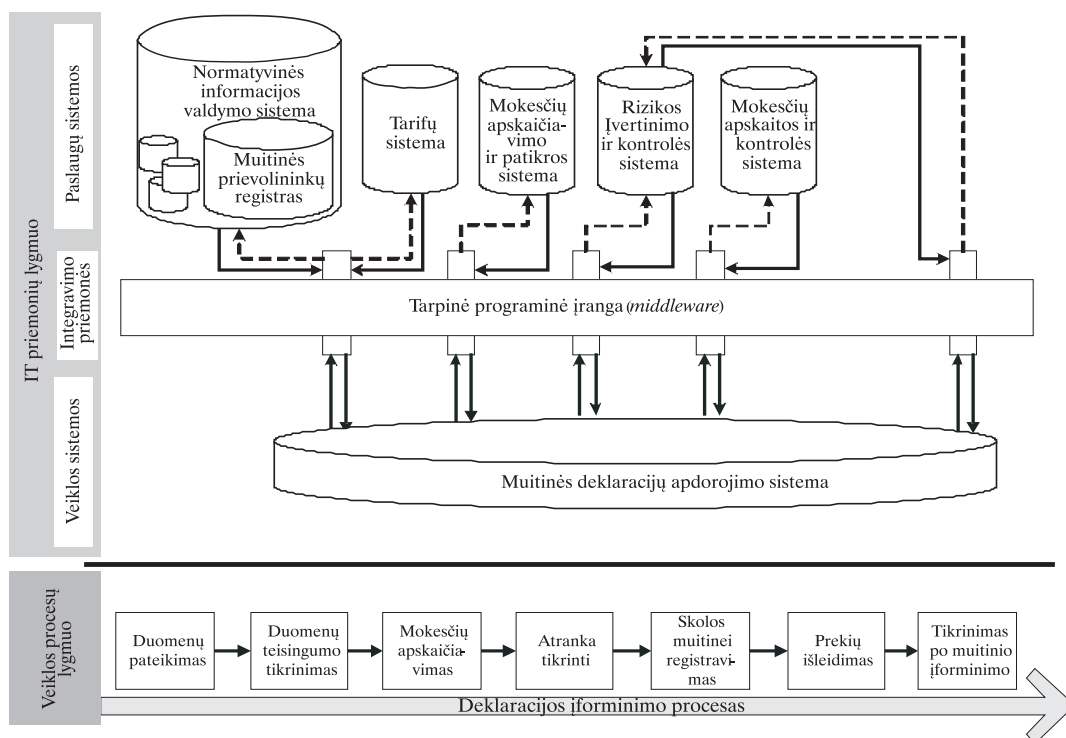 IT priemonių lygmuo
Paslaugų sistemos
Normatyvinės
informacijos
valdymo sistema
Muitinės
prievolininkų
registras
Tarifų
sistema
Mokesčių
apskaičia-
vimo
ir patikros
sistema
Rizikos
Įvertinimo
ir kontrolės
sistema
Mokesčių
apskaitos ir
kontrolės
sistema
Integravimo
priemonės
Tarpinė programinė įranga (middleware)
Veiklos sistemos
Muitinės deklaracijų apdorojimo sistema
Veiklos procesų
lygmuo
Duomenų
pateikimas
Duomenų
teisingumo
tikrinimas
Mokesčių
apskaičia-
vimas
Atranka
tikrinti
Skolos
muitinei
registravi-
mas
Prekių
išleidimas
Tikrinimas
po muitinio
įforminimo
Deklaracijos įforminimo procesas